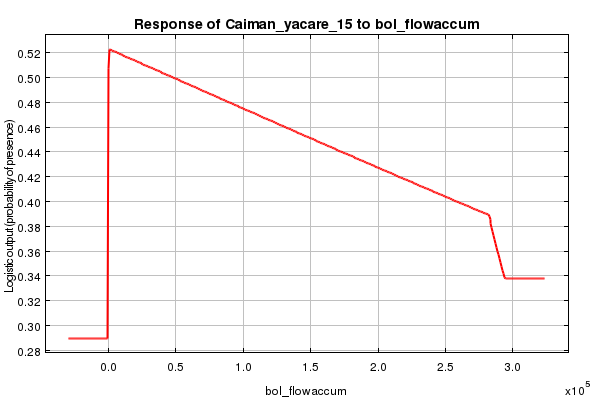 Response of Caiman_yacare_15 to bol_flowaccum
Logistic output (probability of presence)
0.52
0.50
0.48
0.46
0.44
0.42
0.40
0.38
0.36
0.34
0.32
0.30
0.28
0.0 0.5 1.0 1.5 2.0 2.5 3.0
bol_flowaccum
x10⁵